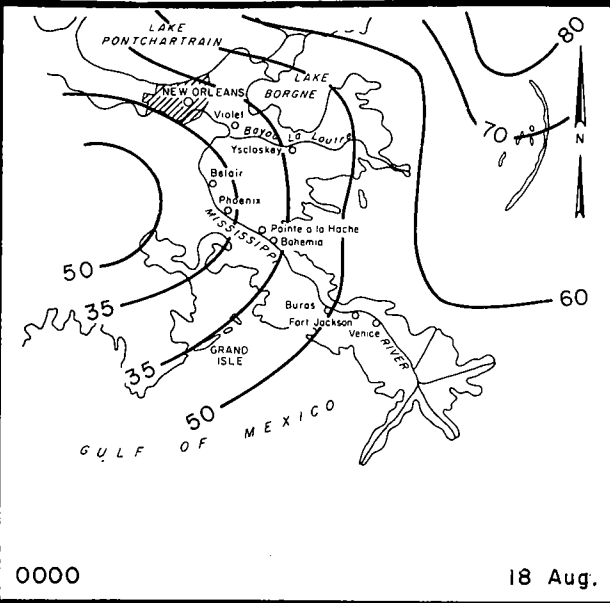 LAKE
PONTCHARTRAIN
80
LAKE
BORGNE
NEW ORLEANS
Violet
Bayou La Loutre
70
N
Yscloskey
Belair
Phoenix
MISSISSIPPI
Pointe a la Hache
Bohemia
50
35
60
Buras
Fort Jackson
Venice
RIVER
GRAND
ISLE
35
50
GULF OF MEXICO
0000
18 Aug.